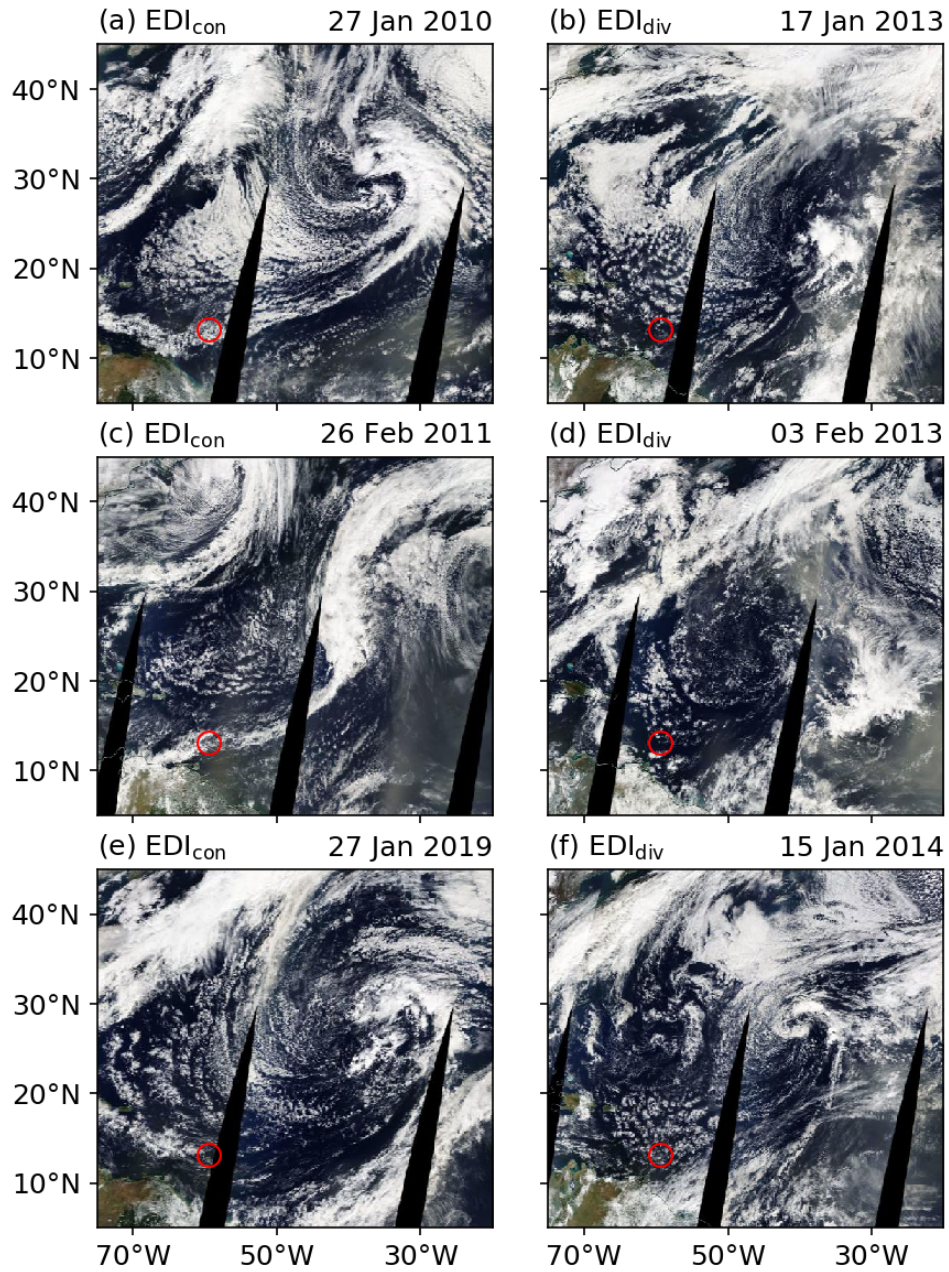 (a) EDIcon 27 Jan 2010
(b) EDIdiv 17 Jan 2013
40°N
30°N
20°N
10°N
(c) EDIcon 26 Feb 2011
(d) EDIdiv 03 Feb 2013
40°N
30°N
20°N
10°N
(e) EDIcon 27 Jan 2019
(f) EDIdiv 15 Jan 2014
40°N
30°N
20°N
10°N
70°W 50°W 30°W
70°W 50°W 30°W